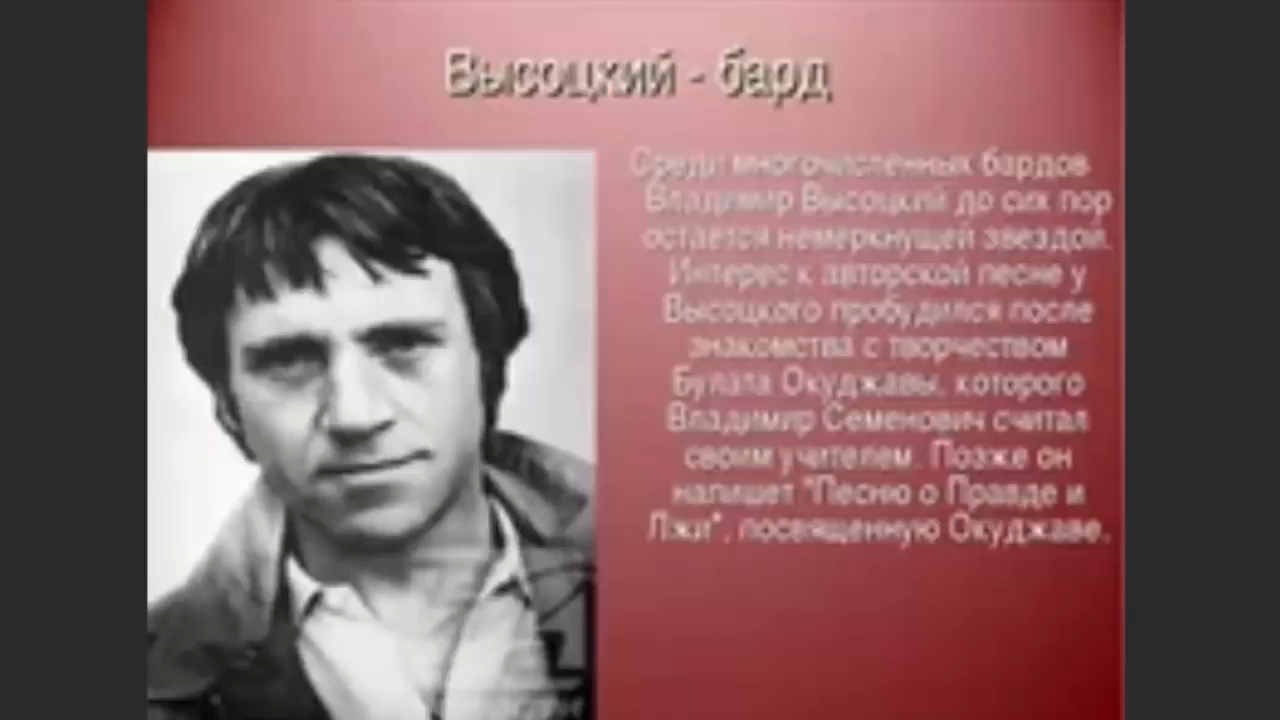 Высоцкий - бард
Среди многочисленных бардов
Владимир Высоцкий до сих пор
остается немеркнущей звездой.
Интерес к авторской песне у
Высоцкого пробудился после
знакомства с творчеством
Булата Окуджавы, которого
Владимир Семенович считал
своим учителем. Позже он
напишет "Песню о Правде и
Лжи", посвященную Окуджаве.